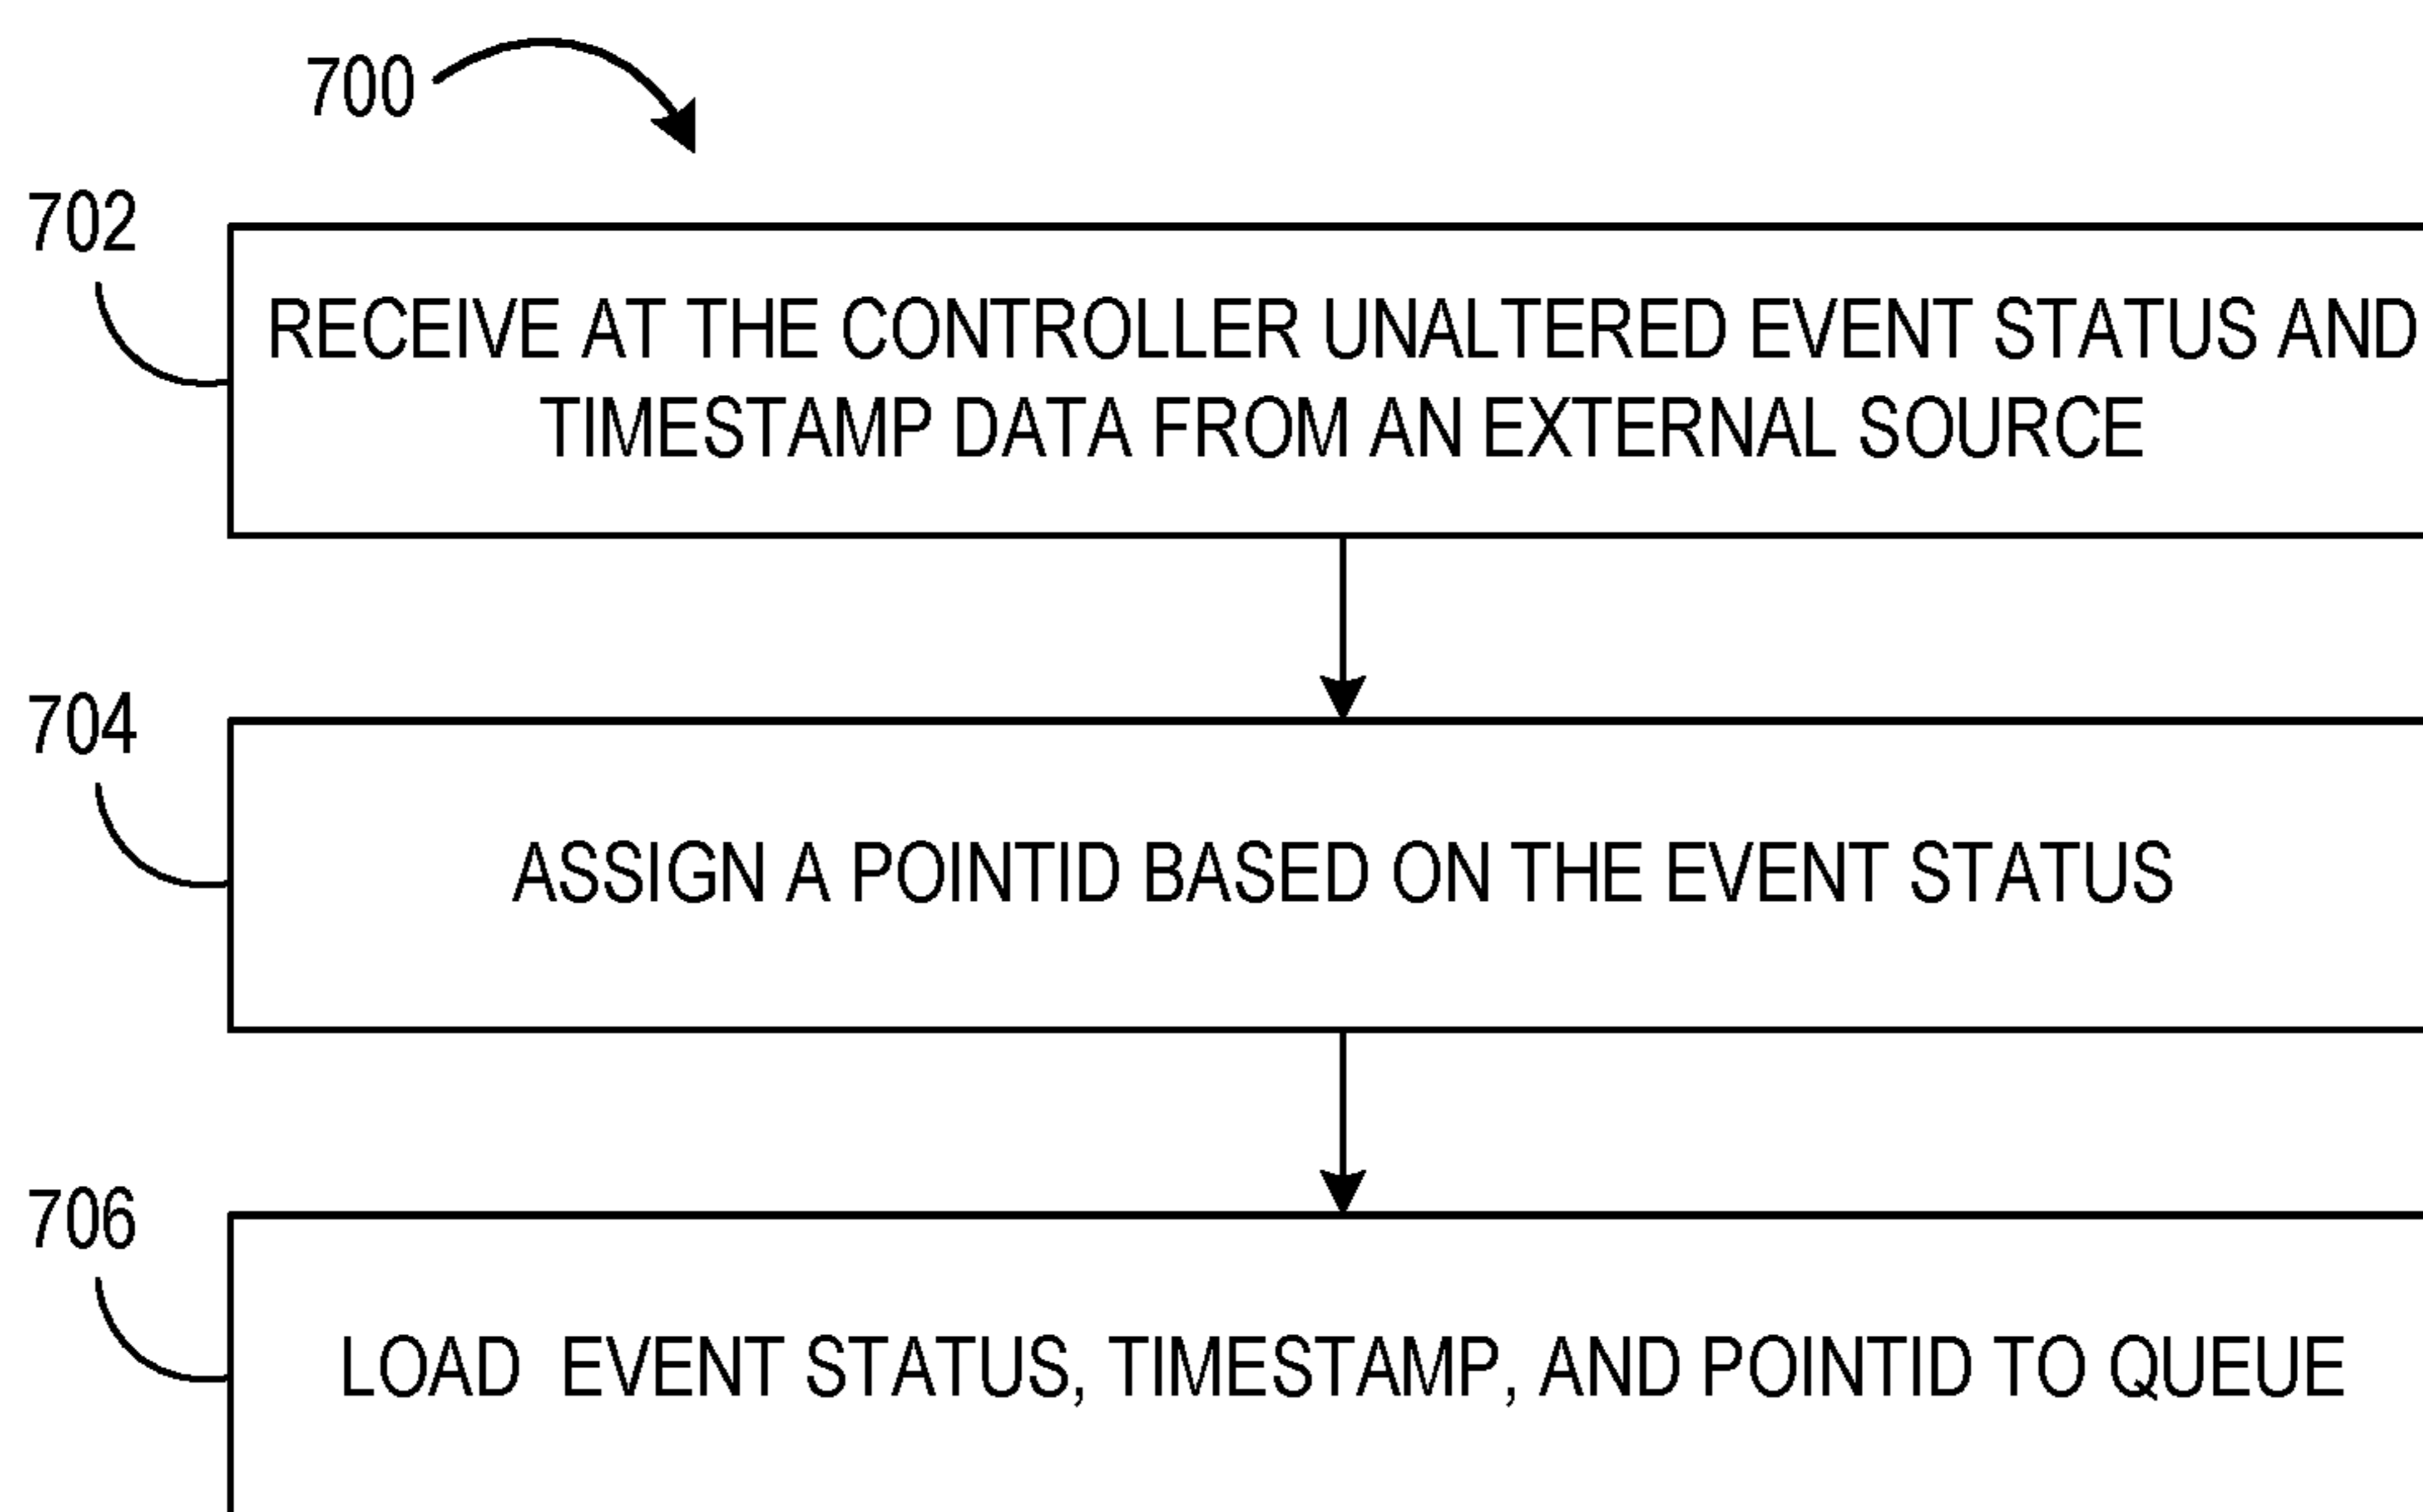 700
702
RECEIVE AT THE CONTROLLER UNALTERED EVENT STATUS AND
TIMESTAMP DATA FROM AN EXTERNAL SOURCE
704
ASSIGN A POINTID BASED ON THE EVENT STATUS
706
LOAD EVENT STATUS, TIMESTAMP, AND POINTID TO QUEUE